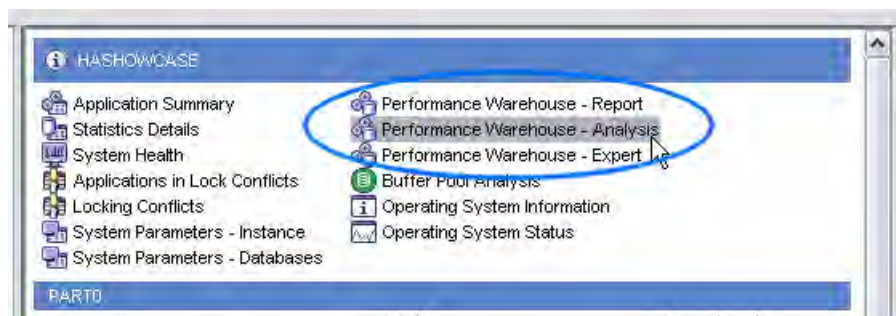 HASHOWCASE
Application Summary
Statistics Details
System Health
Applications in Lock Conflicts
Locking Conflicts
System Parameters - Instance
System Parameters - Databases
Performance Warehouse - Report
Performance Warehouse - Analysis
Performance Warehouse - Expert
Buffer Pool Analysis
Operating System Information
Operating System Status
PART0